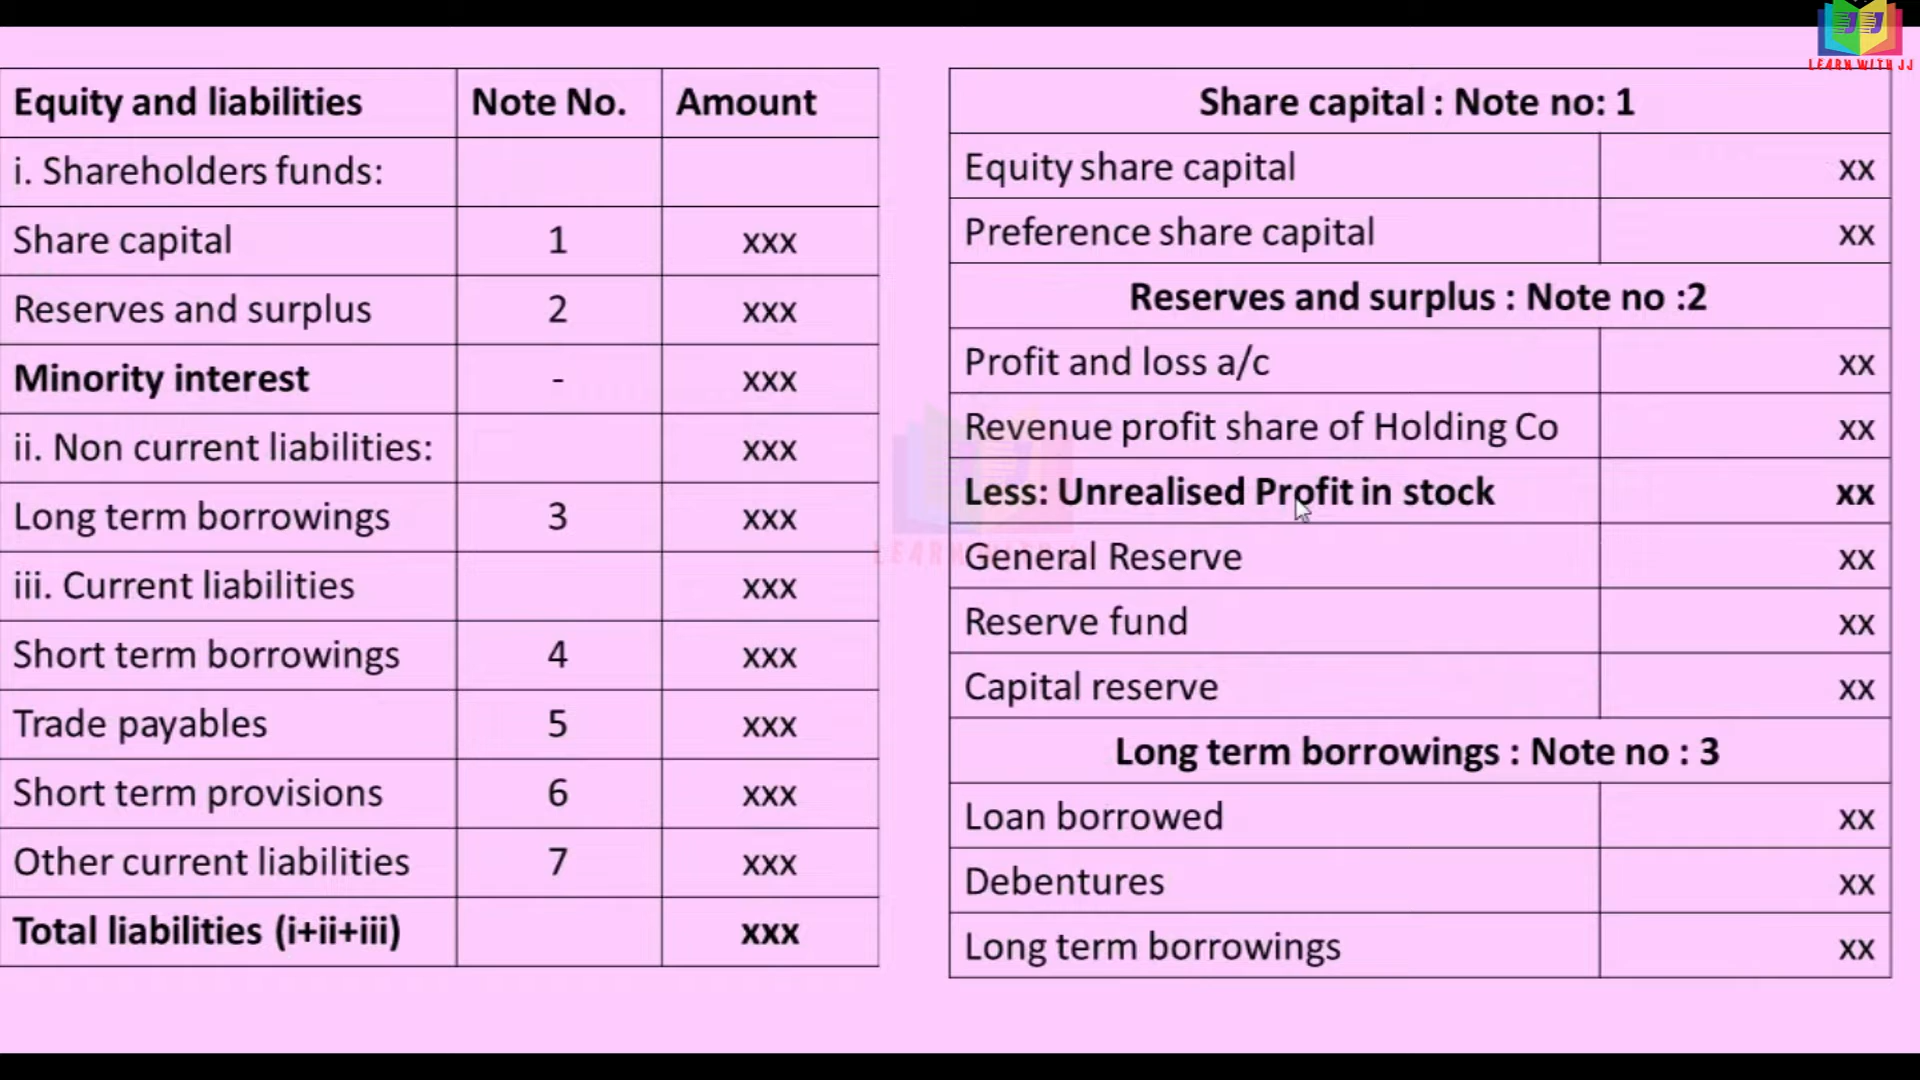 LEARN WITH JJ
Equity and liabilities Note No. Amount
i. Shareholders funds:
Share capital 1 xxx
Reserves and surplus 2 xxx
Minority interest - xxx
ii. Non current liabilities: xxx
Long term borrowings 3 xxx
iii. Current liabilities xxx
Short term borrowings 4 xxx
Trade payables 5 xxx
Short term provisions 6 xxx
Other current liabilities 7 xxx
Total liabilities (i+ii+iii) xxx
Share capital : Note no: 1
Equity share capital xx
Preference share capital xx
Reserves and surplus : Note no :2
Profit and loss a/c xx
Revenue profit share of Holding Co xx
Less: Unrealised Profit in stock xx
General Reserve xx
Reserve fund xx
Capital reserve xx
Long term borrowings : Note no : 3
Loan borrowed xx
Debentures xx
Long term borrowings xx